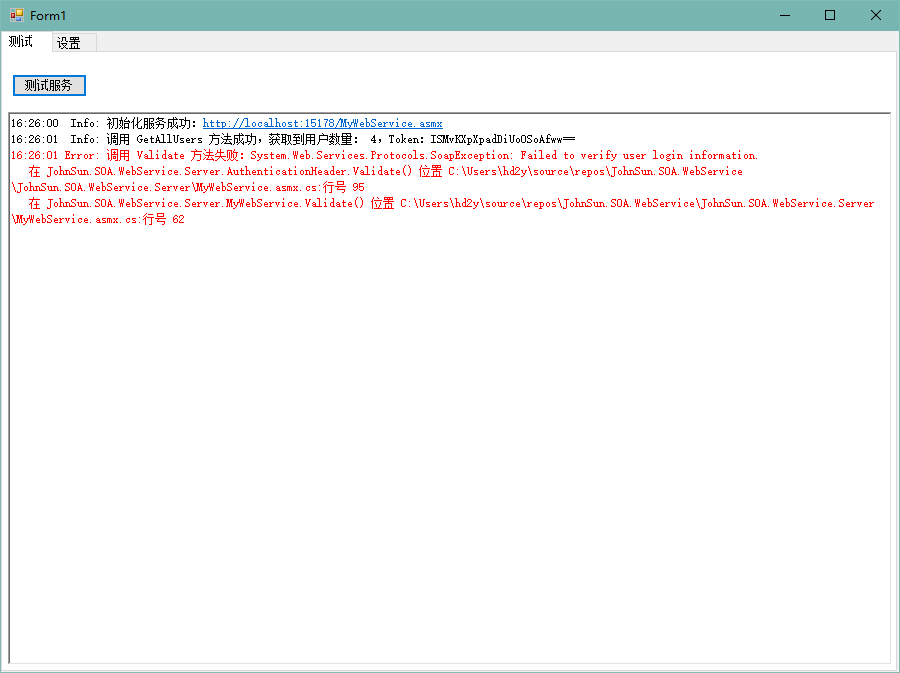 Form1
测试 设置
测试服务
16:26:00  Info: 初始化服务成功：http://localhost:15178/MyWebService.asmx
16:26:01  Info: 调用 GetAllUsers 方法成功，获取到用户数量： 4，Token：ISMvKXpXpadDiUoOSoAfww==
16:26:01 Error: 调用 Validate 方法失败：System.Web.Services.Protocols.SoapException: Failed to verify user login information.
   在 JohnSun.SOA.WebService.Server.AuthenticationHeader.Validate() 位置 C:\Users\hd2y\source\repos\JohnSun.SOA.WebService
\JohnSun.SOA.WebService.Server\MyWebService.asmx.cs:行号 95
   在 JohnSun.SOA.WebService.Server.MyWebService.Validate() 位置 C:\Users\hd2y\source\repos\JohnSun.SOA.WebService\JohnSun.SOA.WebService.Server
\MyWebService.asmx.cs:行号 62